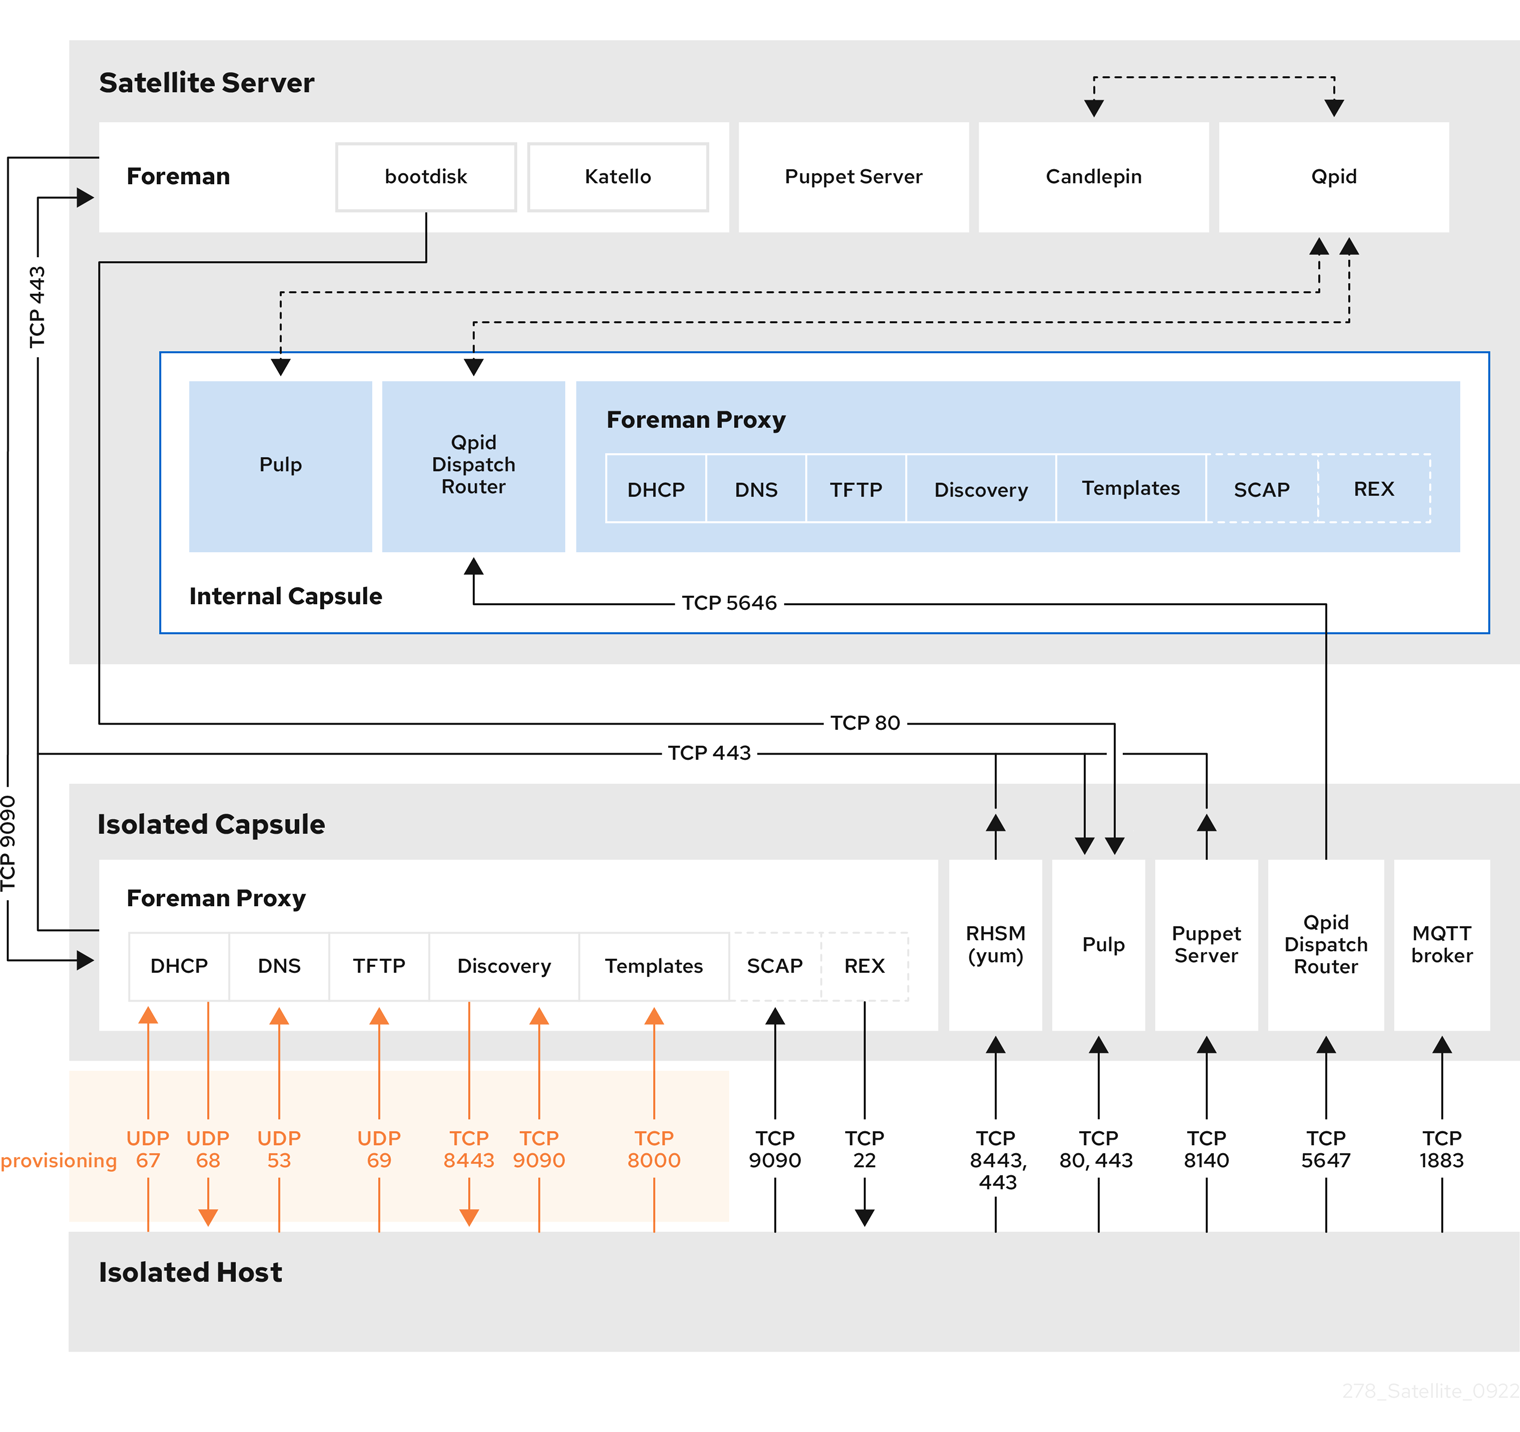 Satellite Server
Foreman
bootdisk
Katello
Puppet Server
Candlepin
Qpid
TCP 443
Pulp
Qpid
Dispatch
Router
Foreman Proxy
DHCP
DNS
TFTP
Discovery
Templates
SCAP
REX
Internal Capsule
TCP 5646
TCP 80
TCP 443
TCP 9090
Isolated Capsule
Foreman Proxy
DHCP
DNS
TFTP
Discovery
Templates
SCAP
REX
RHSM
(yum)
Pulp
Puppet
Server
Qpid
Dispatch
Router
MQTT
broker
provisioning
UDP
67
UDP
68
UDP
53
UDP
69
TCP
8443
TCP
9090
TCP
8000
TCP
9090
TCP
22
TCP
8443,
443
TCP
80, 443
TCP
8140
TCP
5647
TCP
1883
Isolated Host
278_Satellite_0922